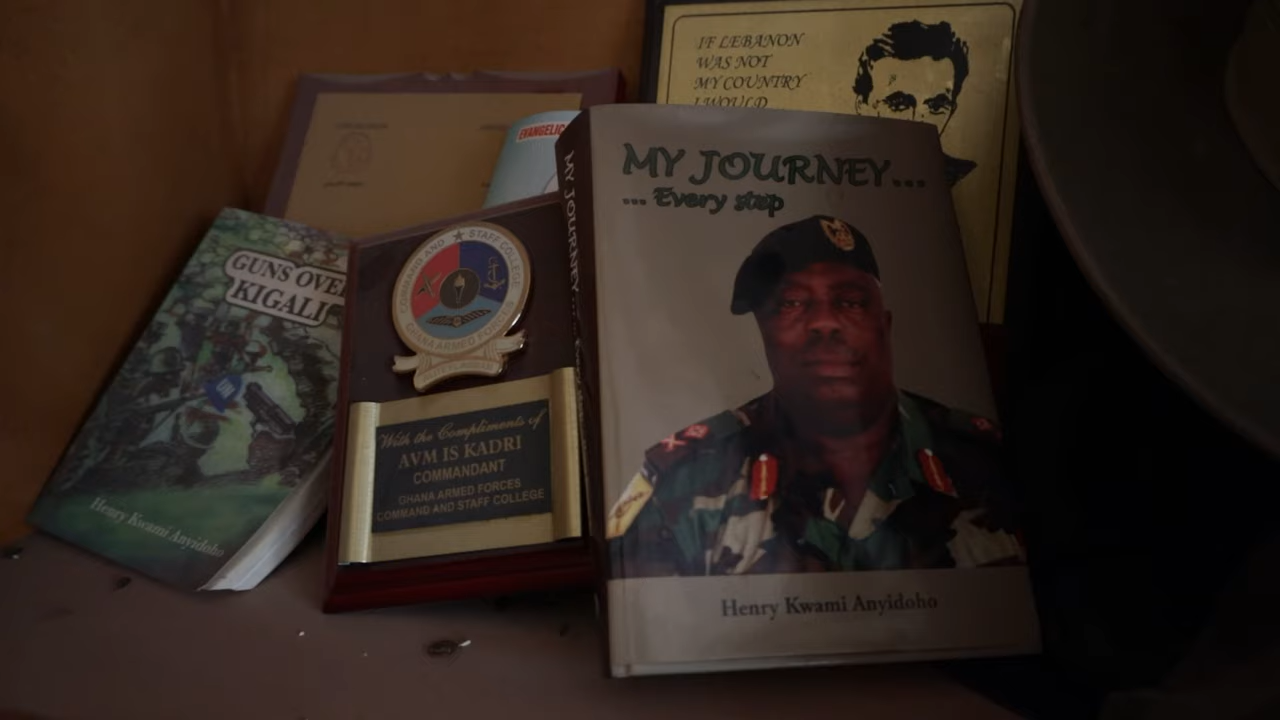 IF LEBANON
WAS NOT
MY COUNTRY
I WOULD
EVANGELIC
MY JOURNEY...
... Every step
Henry Kwami Anyidoho
MY JOURNEY...
GUNS OVE
KIGALI
UN
Henry Kwami Anyidoho
COMMAND AND ★ STAFF COLLEGE
GHANA ARMED FORCES
With the Compliments of
AVM IS KADRI
COMMANDANT
GHANA ARMED FORCES
COMMAND AND STAFF COLLEGE